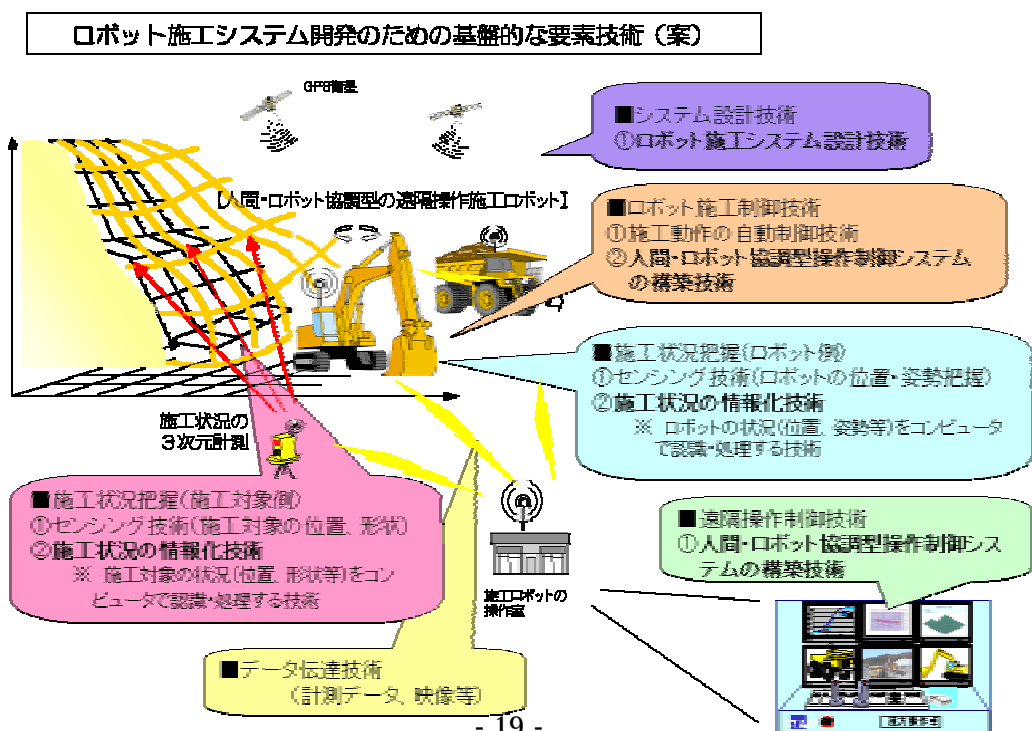 ロボット施工システム開発のための基盤的な要素技術（案）
GPS衛星
■システム設計技術
①ロボット施工システム設計技術
【人間・ロボット協調型の遠隔操作施工ロボット】
■ロボット施工制御技術
①施工動作の自動制御技術
②人間・ロボット協調型操作制御システム
の構築技術
■施工状況把握（ロボット側）
①センシング技術（ロボットの位置・姿勢把握）
②施工状況の情報化技術
※ ロボットの状況（位置、姿勢等）をコンピュータ
で認識・処理する技術
施工状況の
３次元計測
■施工状況把握（施工対象側）
①センシング技術（施工対象の位置、形状）
②施工状況の情報化技術
※ 施工対象の状況（位置、形状等）をコン
ピュータで認識・処理する技術
■遠隔操作制御技術
①人間・ロボット協調型操作制御シス
テムの構築技術
施工ロボットの
操作室
■データ伝達技術
（計測データ、映像等）
- 19 -